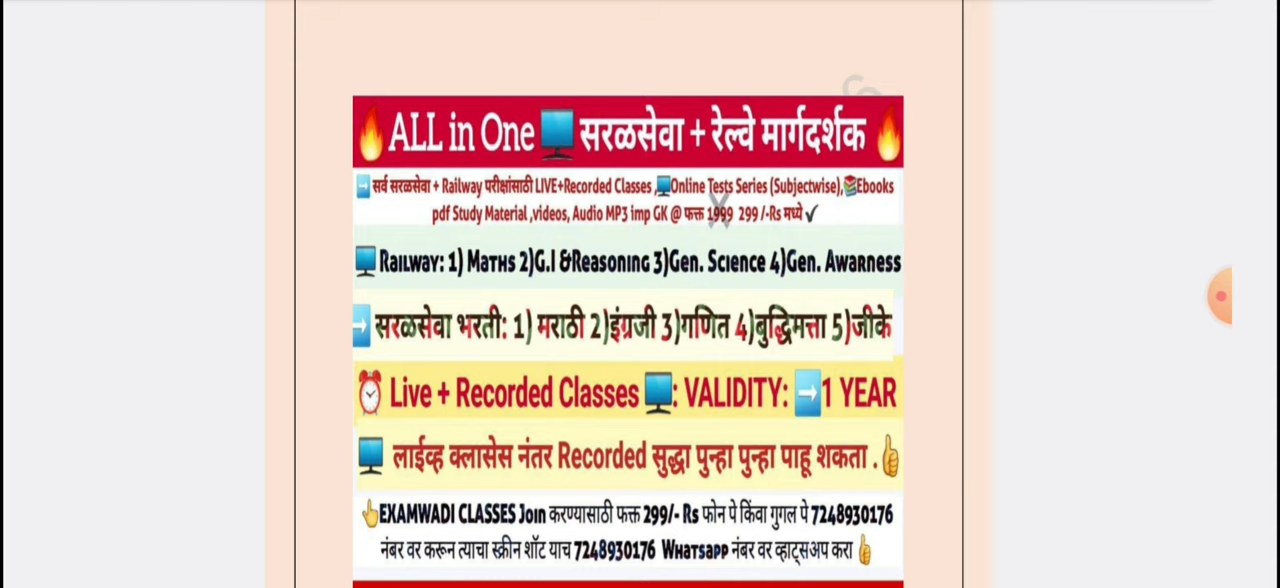 🔥ALL in One 🖥️ सरळसेवा + रेल्वे मार्गदर्शक 🔥
➡️ सर्व सरळसेवा + Railway परीक्षांसाठी LIVE+Recorded Classes ,🖥️Online Tests Series (Subjectwise),📚Ebooks
pdf Study Material ,videos, Audio MP3 imp GK @ फक्त 1999 299 /-Rs मध्ये ✔
🖥️ Railway: 1) Maths 2)G.I &Reasoning 3)Gen. Science 4)Gen. Awarness
➡️ सरळसेवा भरती: 1) मराठी 2)इंग्रजी 3)गणित 4)बुद्धिमत्ता 5)जीके
⏰ Live + Recorded Classes 🖥️: VALIDITY: ➡️1 YEAR
🖥️ लाईव्ह क्लासेस नंतर Recorded सुद्धा पुन्हा पुन्हा पाहू शकता .👍
👆EXAMWADI CLASSES Join करण्यासाठी फक्त 299/- Rs फोन पे किंवा गुगल पे 7248930176
नंबर वर करून त्याचा स्क्रीन शॉट याच 7248930176 Whatsapp नंबर वर व्हाट्सअप करा 👍